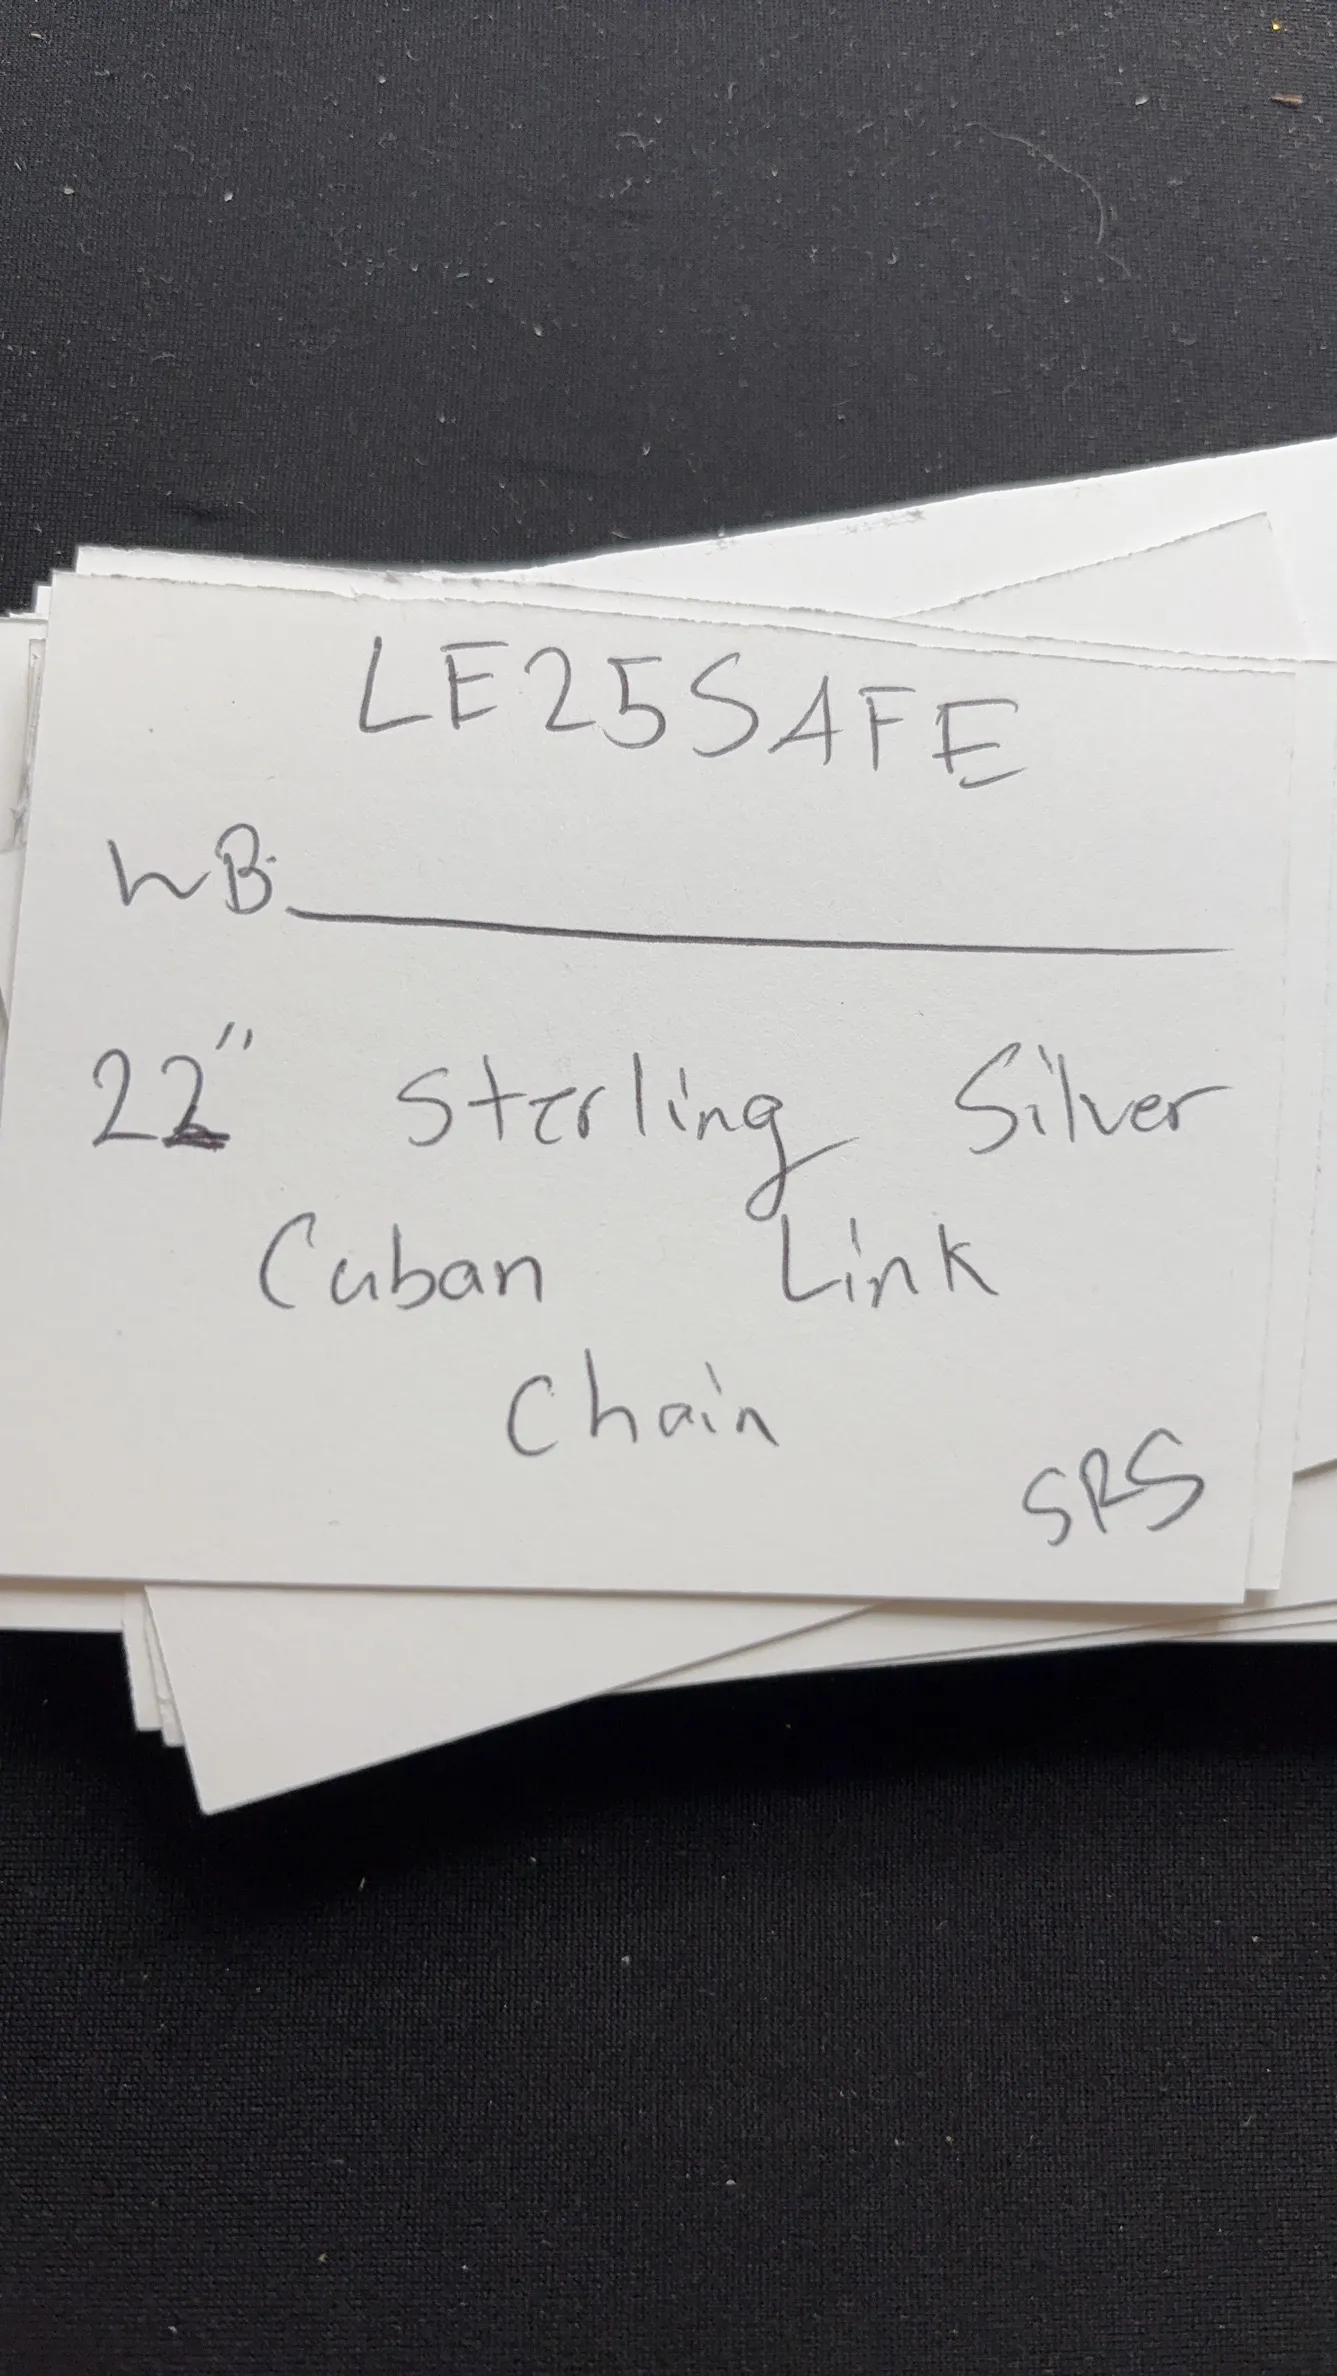 LE25SAFE
WB.
22" Sterling Silver
Cuban Link
Chain
SRS